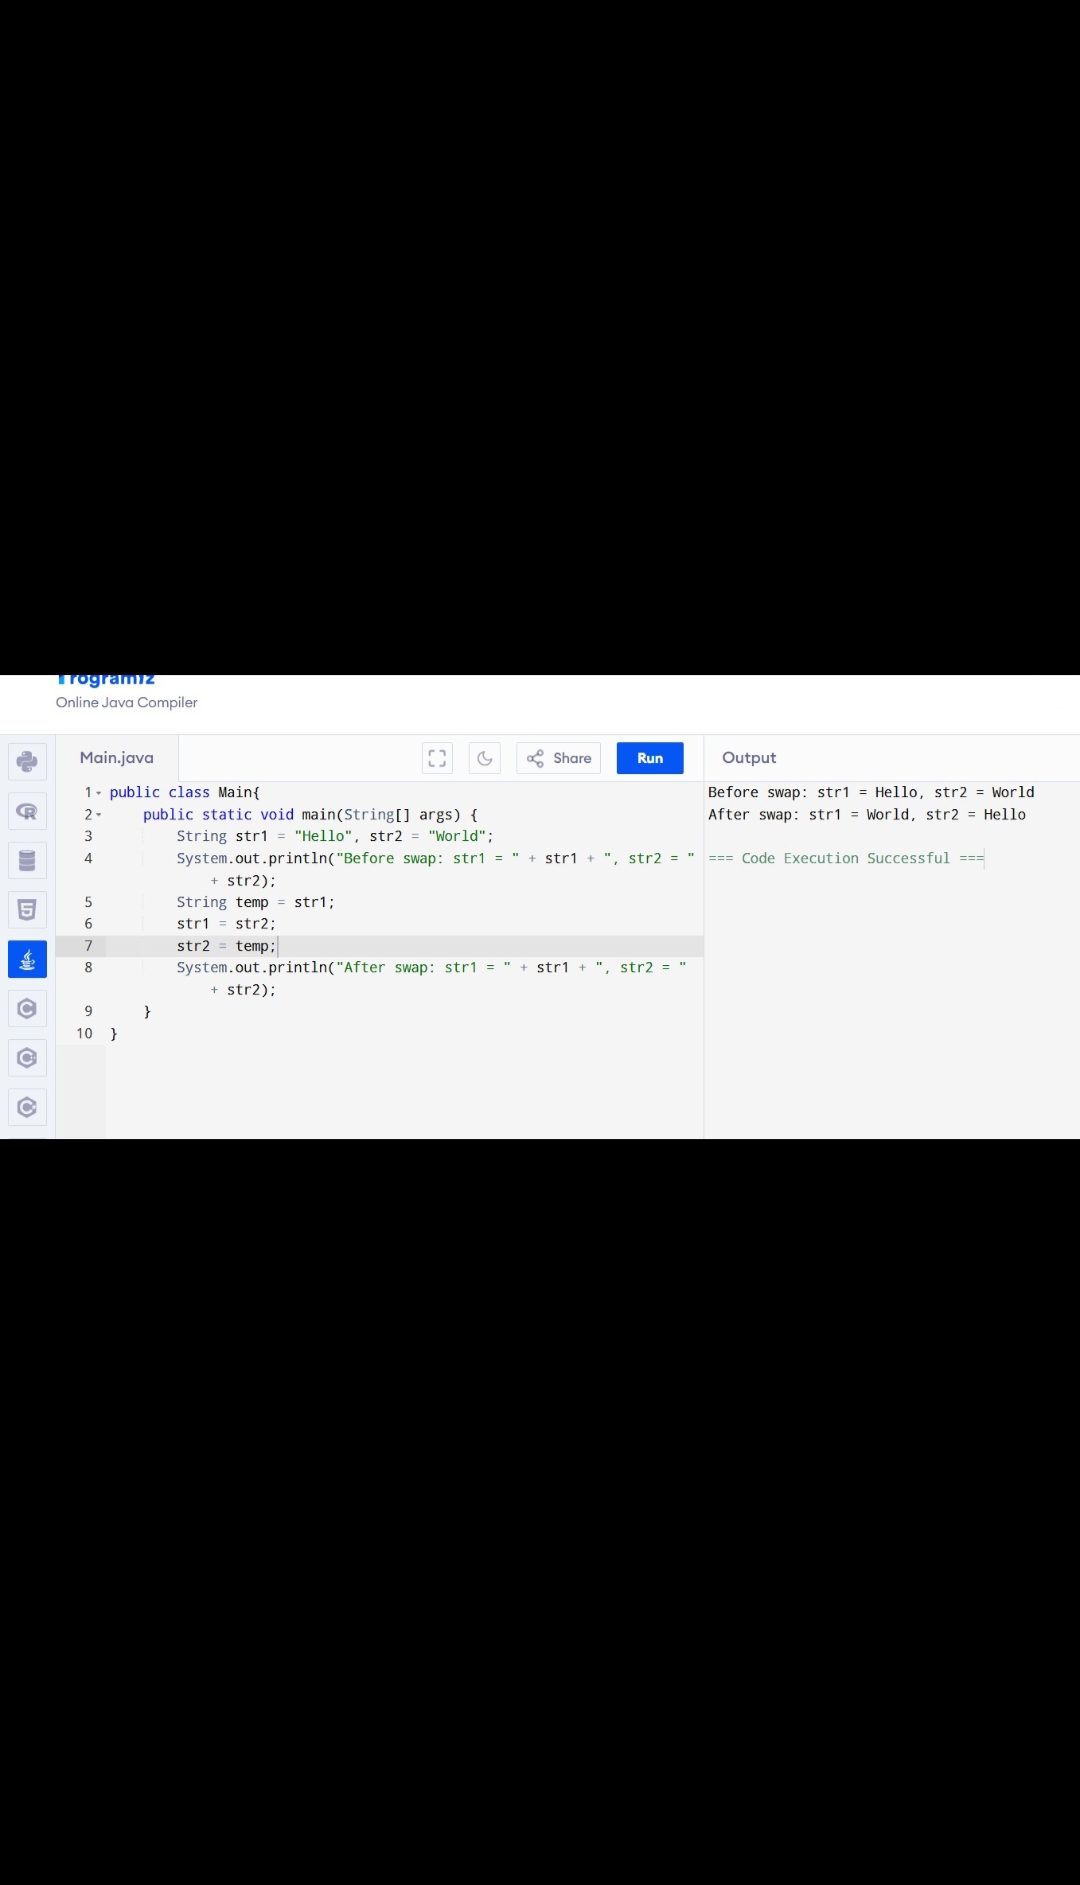 Programiz
Online Java Compiler
Main.java
Share
Run
Output
1 public class Main{
2 public static void main(String[] args) {
3 String str1 = "Hello", str2 = "World";
4 System.out.println("Before swap: str1 = " + str1 + ", str2 = "
+ str2);
5 String temp = str1;
6 str1 = str2;
7 str2 = temp;
8 System.out.println("After swap: str1 = " + str1 + ", str2 = "
+ str2);
9 }
10 }
Before swap: str1 = Hello, str2 = World
After swap: str1 = World, str2 = Hello
=== Code Execution Successful ===